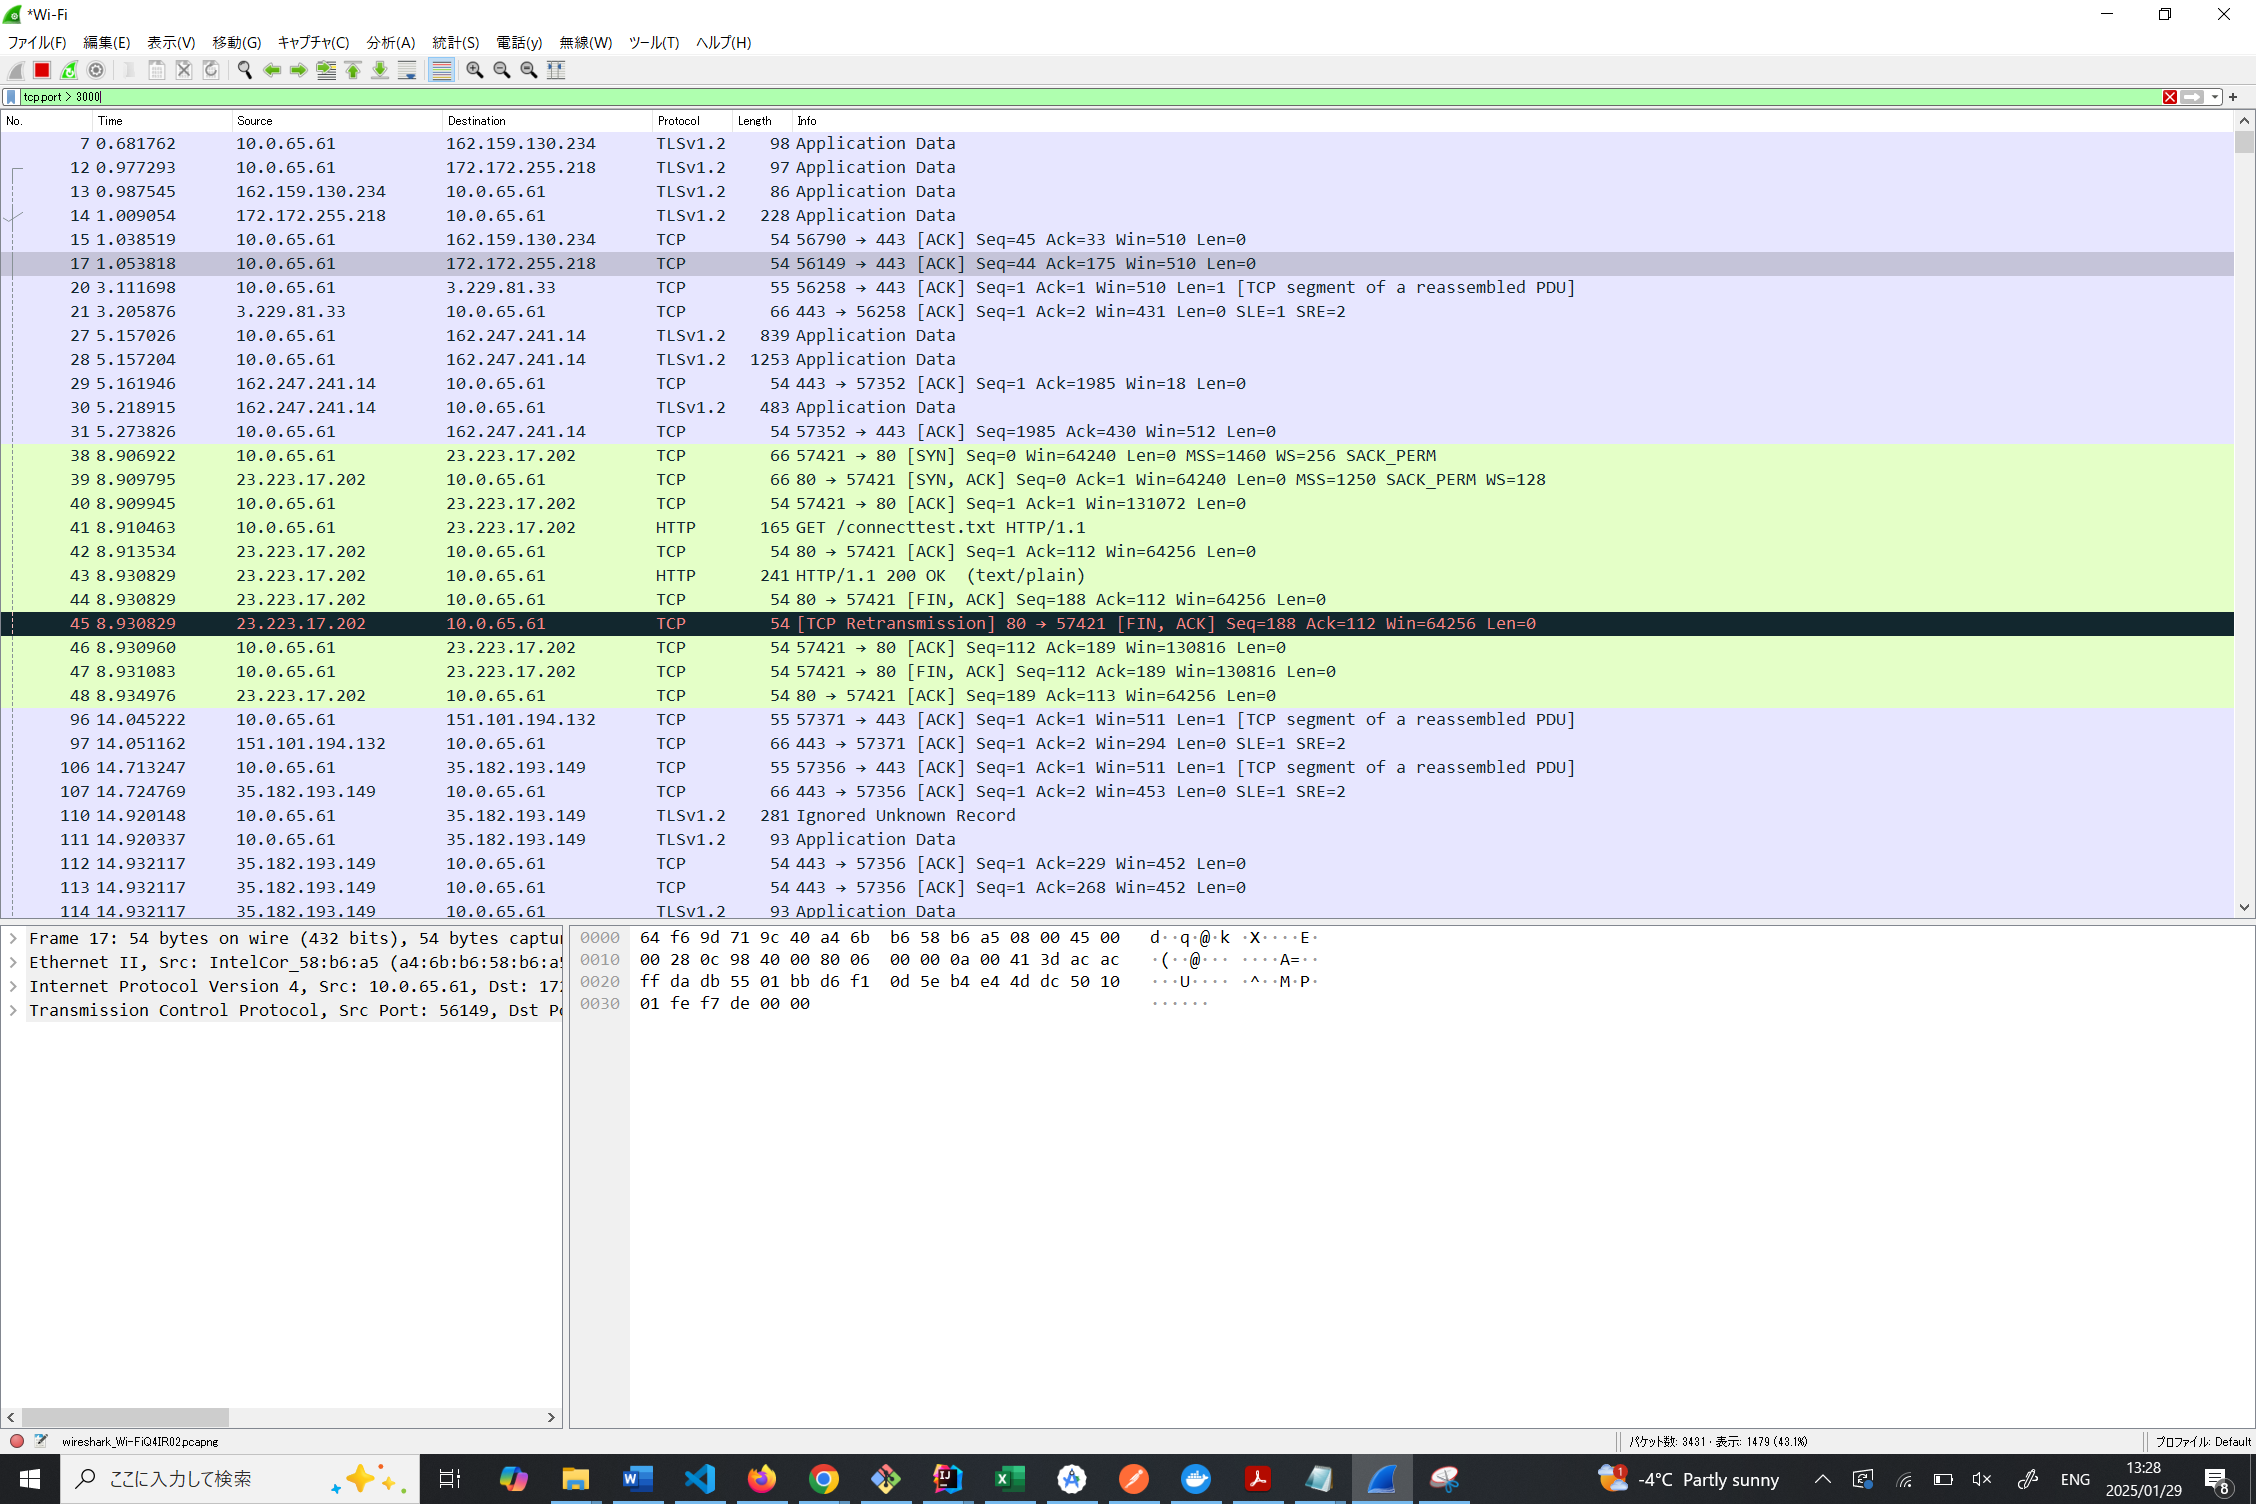 *Wi-Fi
ファイル(F) 編集(E) 表示(V) 移動(G) キャプチャ(C) 分析(A) 統計(S) 電話(y) 無線(W) ツール(T) ヘルプ(H)
tcp.port > 3000
No. Time Source Destination Protocol Length Info
7 0.681762 10.0.65.61 162.159.130.234 TLSv1.2 98 Application Data
12 0.977293 10.0.65.61 172.172.255.218 TLSv1.2 97 Application Data
13 0.987545 162.159.130.234 10.0.65.61 TLSv1.2 86 Application Data
14 1.009054 172.172.255.218 10.0.65.61 TLSv1.2 228 Application Data
15 1.038519 10.0.65.61 162.159.130.234 TCP 54 56790 → 443 [ACK] Seq=45 Ack=33 Win=510 Len=0
17 1.053818 10.0.65.61 172.172.255.218 TCP 54 56149 → 443 [ACK] Seq=44 Ack=175 Win=510 Len=0
20 3.111698 10.0.65.61 3.229.81.33 TCP 55 56258 → 443 [ACK] Seq=1 Ack=1 Win=510 Len=1 [TCP segment of a reassembled PDU]
21 3.205876 3.229.81.33 10.0.65.61 TCP 66 443 → 56258 [ACK] Seq=1 Ack=2 Win=431 Len=0 SLE=1 SRE=2
27 5.157026 10.0.65.61 162.247.241.14 TLSv1.2 839 Application Data
28 5.157204 10.0.65.61 162.247.241.14 TLSv1.2 1253 Application Data
29 5.161946 162.247.241.14 10.0.65.61 TCP 54 443 → 57352 [ACK] Seq=1 Ack=1985 Win=18 Len=0
30 5.218915 162.247.241.14 10.0.65.61 TLSv1.2 483 Application Data
31 5.273826 10.0.65.61 162.247.241.14 TCP 54 57352 → 443 [ACK] Seq=1985 Ack=430 Win=512 Len=0
38 8.906922 10.0.65.61 23.223.17.202 TCP 66 57421 → 80 [SYN] Seq=0 Win=64240 Len=0 MSS=1460 WS=256 SACK_PERM
39 8.909795 23.223.17.202 10.0.65.61 TCP 66 80 → 57421 [SYN, ACK] Seq=0 Ack=1 Win=64240 Len=0 MSS=1250 SACK_PERM WS=128
40 8.909945 10.0.65.61 23.223.17.202 TCP 54 57421 → 80 [ACK] Seq=1 Ack=1 Win=131072 Len=0
41 8.910463 10.0.65.61 23.223.17.202 HTTP 165 GET /connecttest.txt HTTP/1.1
42 8.913534 23.223.17.202 10.0.65.61 TCP 54 80 → 57421 [ACK] Seq=1 Ack=112 Win=64256 Len=0
43 8.930829 23.223.17.202 10.0.65.61 HTTP 241 HTTP/1.1 200 OK  (text/plain)
44 8.930829 23.223.17.202 10.0.65.61 TCP 54 80 → 57421 [FIN, ACK] Seq=188 Ack=112 Win=64256 Len=0
45 8.930829 23.223.17.202 10.0.65.61 TCP 54 [TCP Retransmission] 80 → 57421 [FIN, ACK] Seq=188 Ack=112 Win=64256 Len=0
46 8.930960 10.0.65.61 23.223.17.202 TCP 54 57421 → 80 [ACK] Seq=112 Ack=189 Win=130816 Len=0
47 8.931083 10.0.65.61 23.223.17.202 TCP 54 57421 → 80 [FIN, ACK] Seq=112 Ack=189 Win=130816 Len=0
48 8.934976 23.223.17.202 10.0.65.61 TCP 54 80 → 57421 [ACK] Seq=189 Ack=113 Win=64256 Len=0
96 14.045222 10.0.65.61 151.101.194.132 TCP 55 57371 → 443 [ACK] Seq=1 Ack=1 Win=511 Len=1 [TCP segment of a reassembled PDU]
97 14.051162 151.101.194.132 10.0.65.61 TCP 66 443 → 57371 [ACK] Seq=1 Ack=2 Win=294 Len=0 SLE=1 SRE=2
106 14.713247 10.0.65.61 35.182.193.149 TCP 55 57356 → 443 [ACK] Seq=1 Ack=1 Win=511 Len=1 [TCP segment of a reassembled PDU]
107 14.724769 35.182.193.149 10.0.65.61 TCP 66 443 → 57356 [ACK] Seq=1 Ack=2 Win=453 Len=0 SLE=1 SRE=2
110 14.920148 10.0.65.61 35.182.193.149 TLSv1.2 281 Ignored Unknown Record
111 14.920337 10.0.65.61 35.182.193.149 TLSv1.2 93 Application Data
112 14.932117 35.182.193.149 10.0.65.61 TCP 54 443 → 57356 [ACK] Seq=1 Ack=229 Win=452 Len=0
113 14.932117 35.182.193.149 10.0.65.61 TCP 54 443 → 57356 [ACK] Seq=1 Ack=268 Win=452 Len=0
114 14.932117 35.182.193.149 10.0.65.61 TLSv1.2 93 Application Data
Frame 17: 54 bytes on wire (432 bits), 54 bytes captu
Ethernet II, Src: IntelCor_58:b6:a5 (a4:6b:b6:58:b6:a5
Internet Protocol Version 4, Src: 10.0.65.61, Dst: 172
Transmission Control Protocol, Src Port: 56149, Dst Po
0000 64 f6 9d 71 9c 40 a4 6b b6 58 b6 a5 08 00 45 00 d··q·@·k ·X····E·
0010 00 28 0c 98 40 00 80 06 00 00 0a 00 41 3d ac ac ·(··@··· ····A=··
0020 ff da db 55 01 bb d6 f1 0d 5e b4 e4 4d dc 50 10 ···U···· ·^··M·P·
0030 01 fe f7 de 00 00 ······
wireshark_Wi-FiQ4IR02.pcapng パケット数: 3431 · 表示: 1479 (43.1%) プロファイル: Default
ここに入力して検索 1 -4°C Partly sunny ENG 13:28
2025/01/29 8